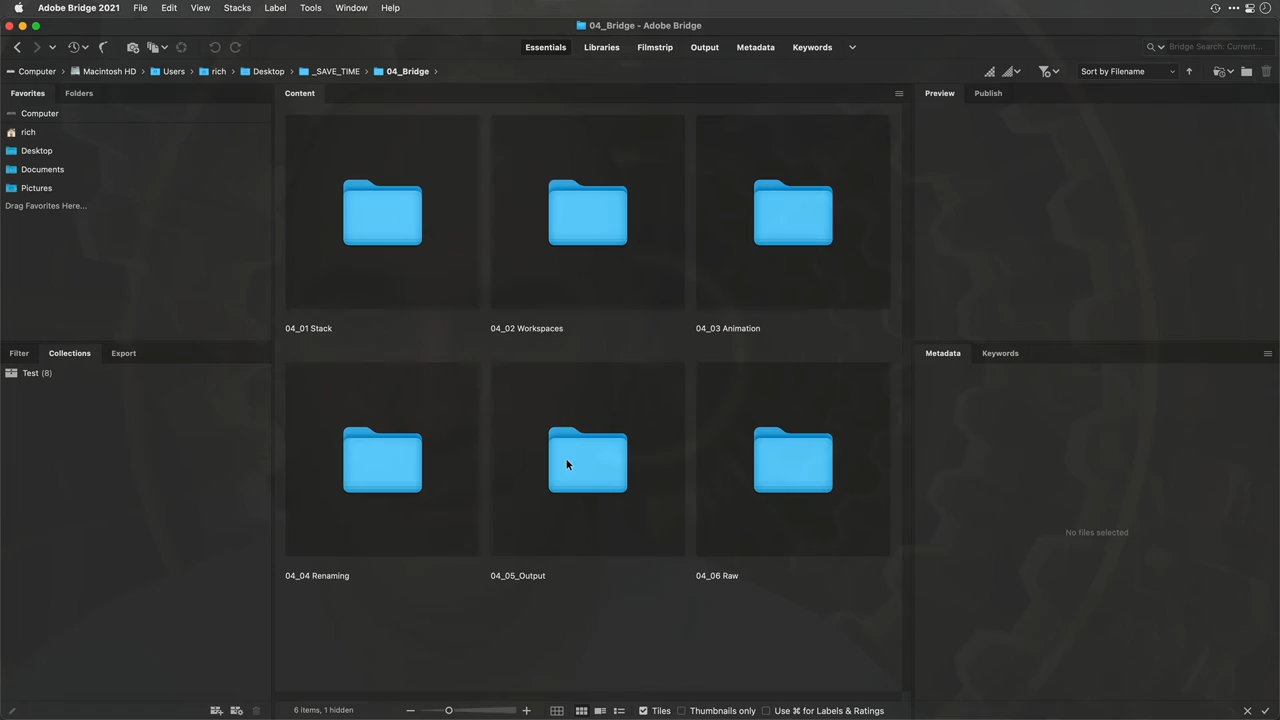 Adobe Bridge 2021 File Edit View Stacks Label Tools Window Help
04_Bridge - Adobe Bridge
Essentials Libraries Filmstrip Output Metadata Keywords Bridge Search: Current...
Computer Macintosh HD Users rich Desktop _SAVE_TIME 04_Bridge Sort by Filename
Favorites Folders Content Preview Publish
Computer
rich
Desktop
Documents
Pictures
Drag Favorites Here...
04_01 Stack 04_02 Workspaces 04_03 Animation
Filter Collections Export Metadata Keywords
Test (8)
No files selected
04_04 Renaming 04_05_Output 04_06 Raw
6 items, 1 hidden Tiles Thumbnails only Use ⌘ for Labels & Ratings